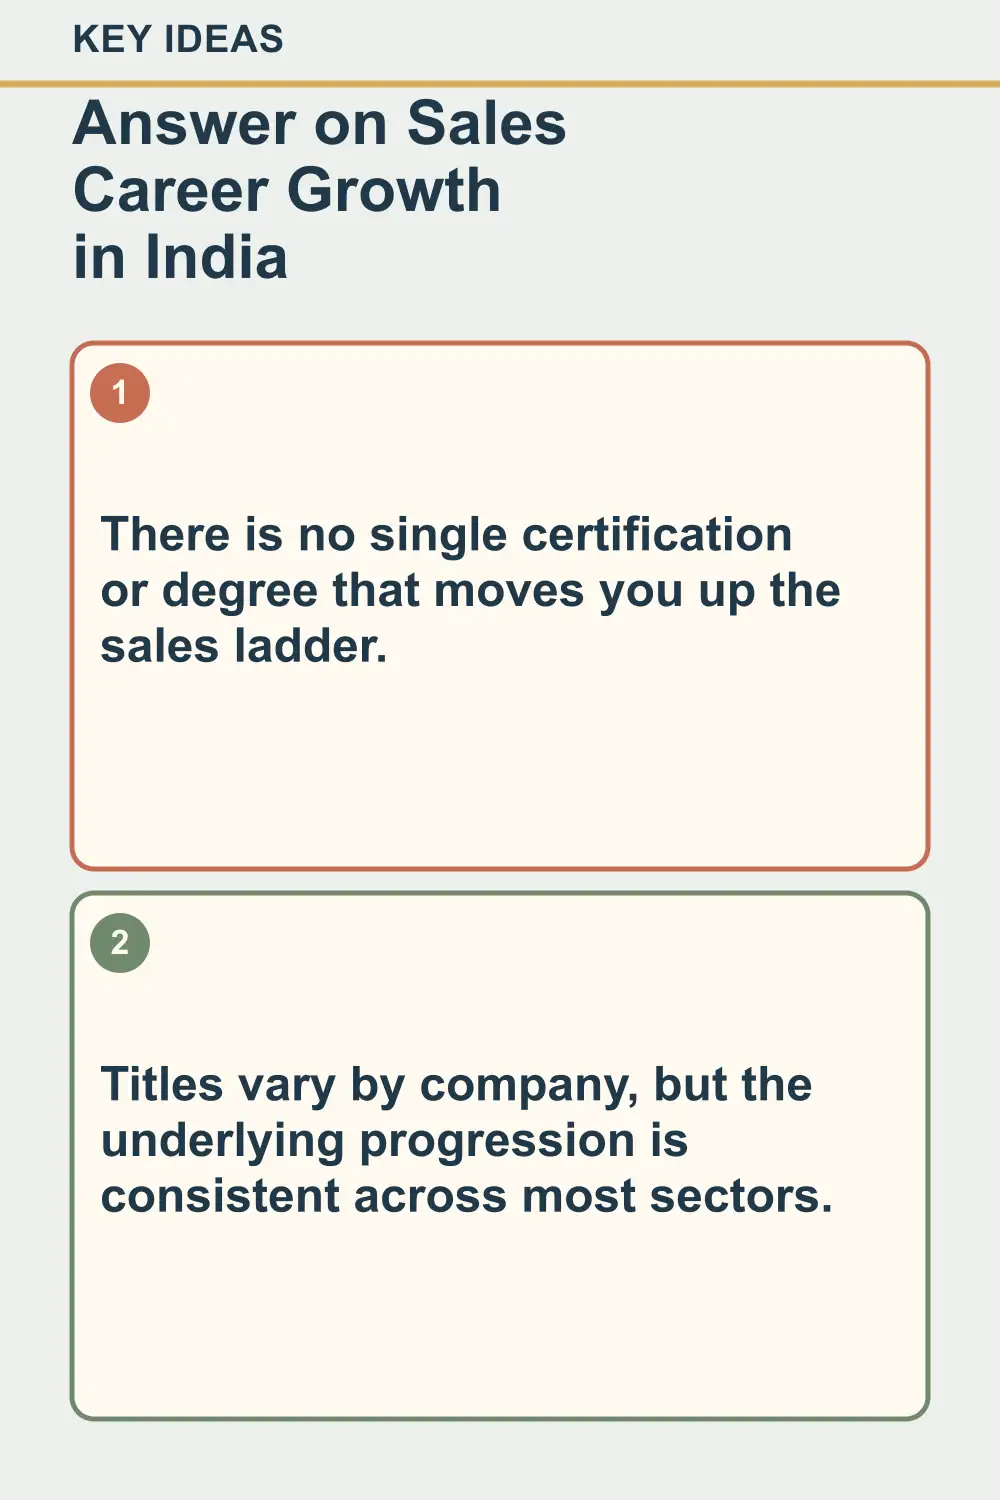 KEY IDEAS
Answer on Sales
Career Growth
in India
1
There is no single certification
or degree that moves you up the
sales ladder.
2
Titles vary by company, but the
underlying progression is
consistent across most sectors.